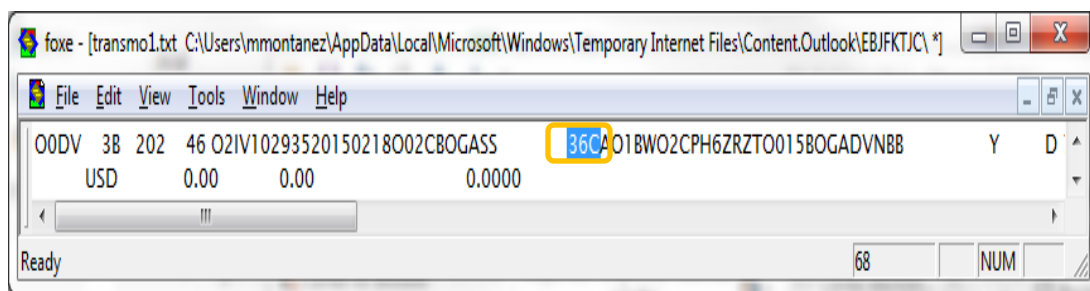 foxe - [transmo1.txt C:\Users\mmontanez\AppData\Local\Microsoft\Windows\Temporary Internet Files\Content.Outlook\EBJFKTJC\ *]
File Edit View Tools Window Help
O0DV 3B 202 46 O2IV10293520150218O02CBOGASS 36CAO1BWO2CPH6ZRZTO015BOGADVNBB Y D
USD 0.00 0.00 0.0000
Ready 68 NUM